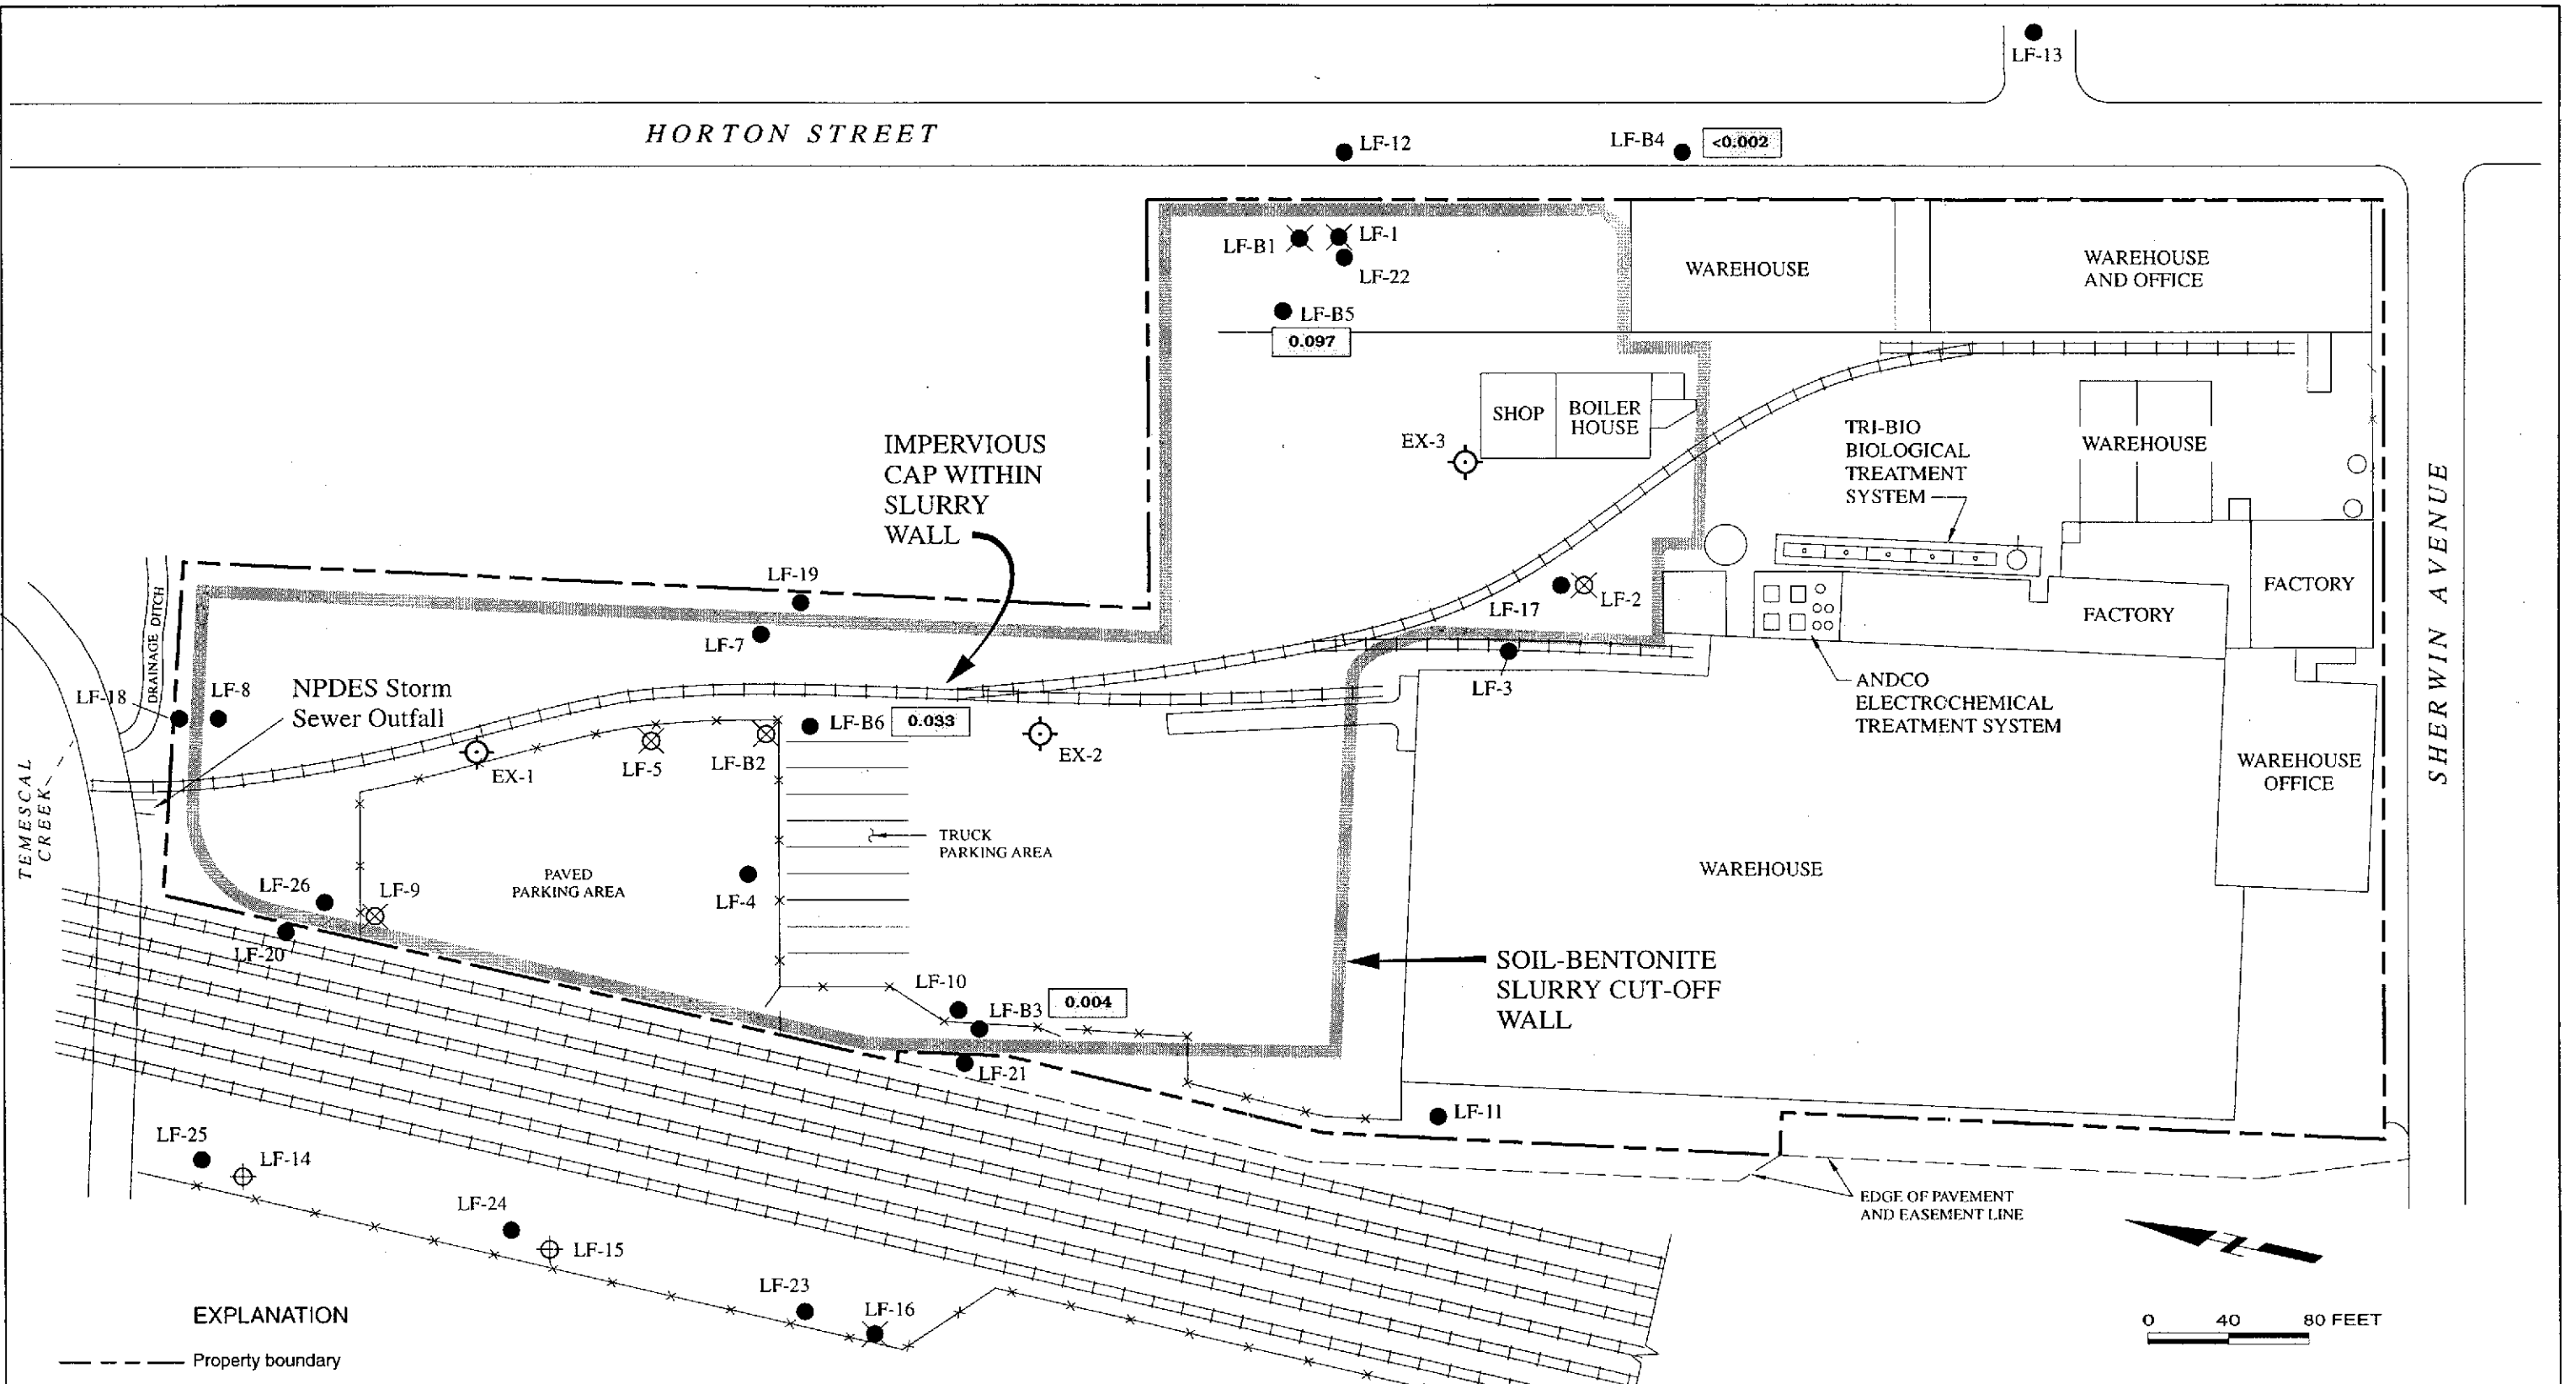 LF-13
HORTON STREET
LF-12
LF-B4
<0.002
LF-B1
LF-1
LF-22
LF-B5
0.097
WAREHOUSE
WAREHOUSE
AND OFFICE
IMPERVIOUS
CAP WITHIN
SLURRY
WALL
SHOP
BOILER
HOUSE
EX-3
TRI-BIO
BIOLOGICAL
TREATMENT
SYSTEM
WAREHOUSE
SHERWIN AVENUE
LF-19
LF-7
LF-17
LF-2
FACTORY
FACTORY
DRAINAGE DITCH
LF-18
LF-8
NPDES Storm
Sewer Outfall
LF-3
ANDCO
ELECTROCHEMICAL
TREATMENT SYSTEM
LF-B6
0.033
EX-1
LF-5
LF-B2
EX-2
WAREHOUSE
OFFICE
TEMESCAL
CREEK
TRUCK
PARKING AREA
PAVED
PARKING AREA
WAREHOUSE
LF-26
LF-9
LF-4
LF-20
SOIL-BENTONITE
SLURRY CUT-OFF
WALL
LF-10
LF-B3
0.004
LF-21
LF-11
LF-25
LF-14
LF-24
LF-15
EDGE OF PAVEMENT
AND EASEMENT LINE
LF-23
LF-16
EXPLANATION
Property boundary
0 40 80 FEET